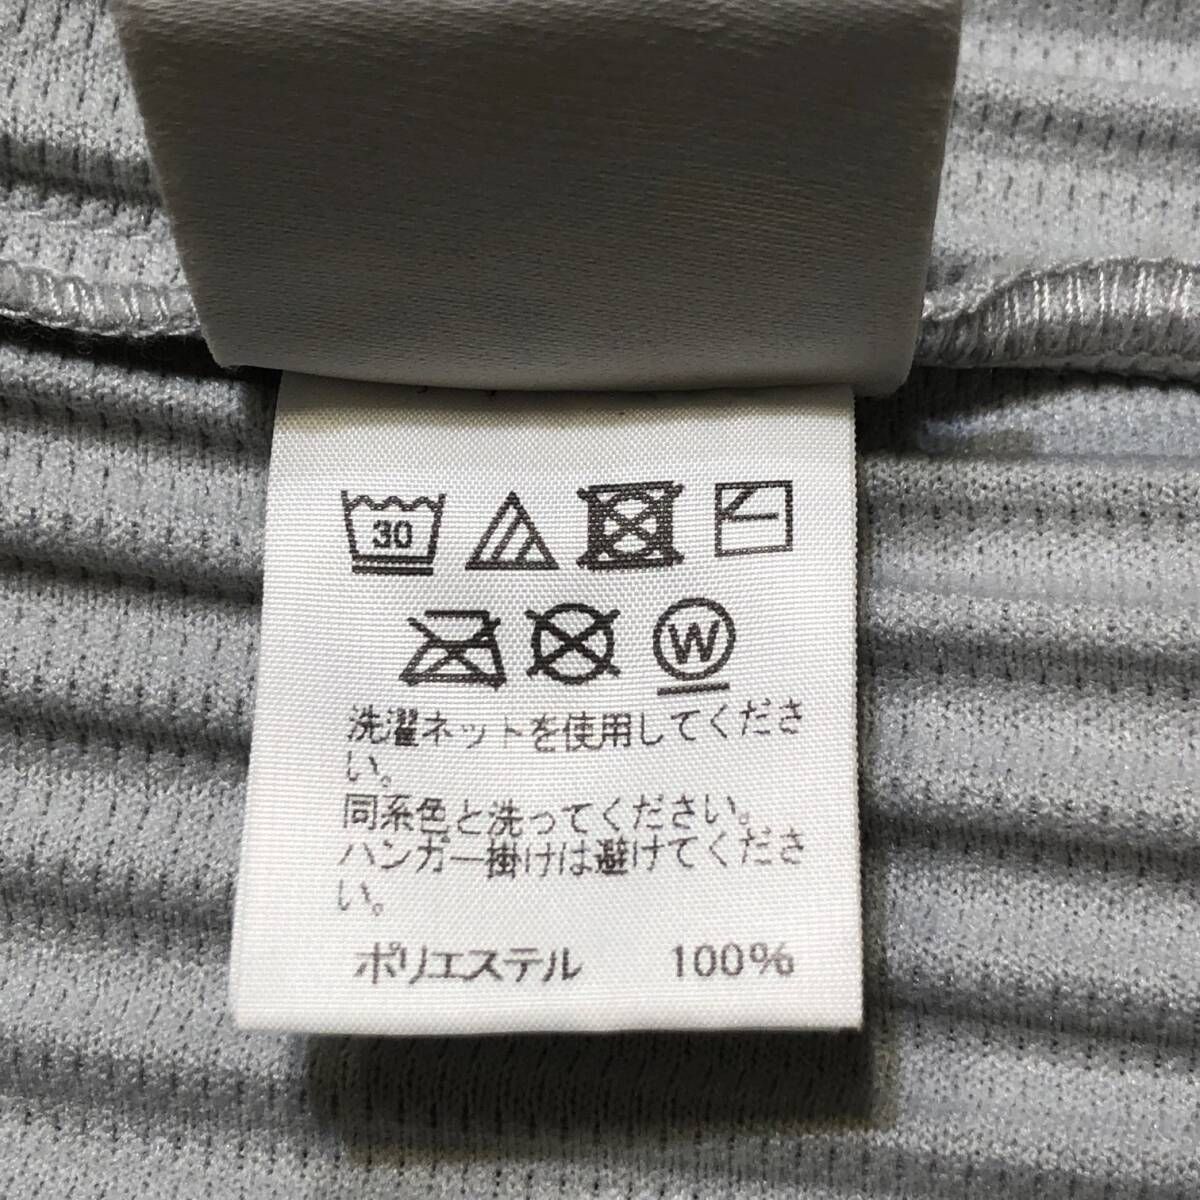 30
W
洗濯ネットを使用してくださ
い。
同系色と洗ってください。
ハンガー掛けは避けてくださ
い。
ポリエステル 100%